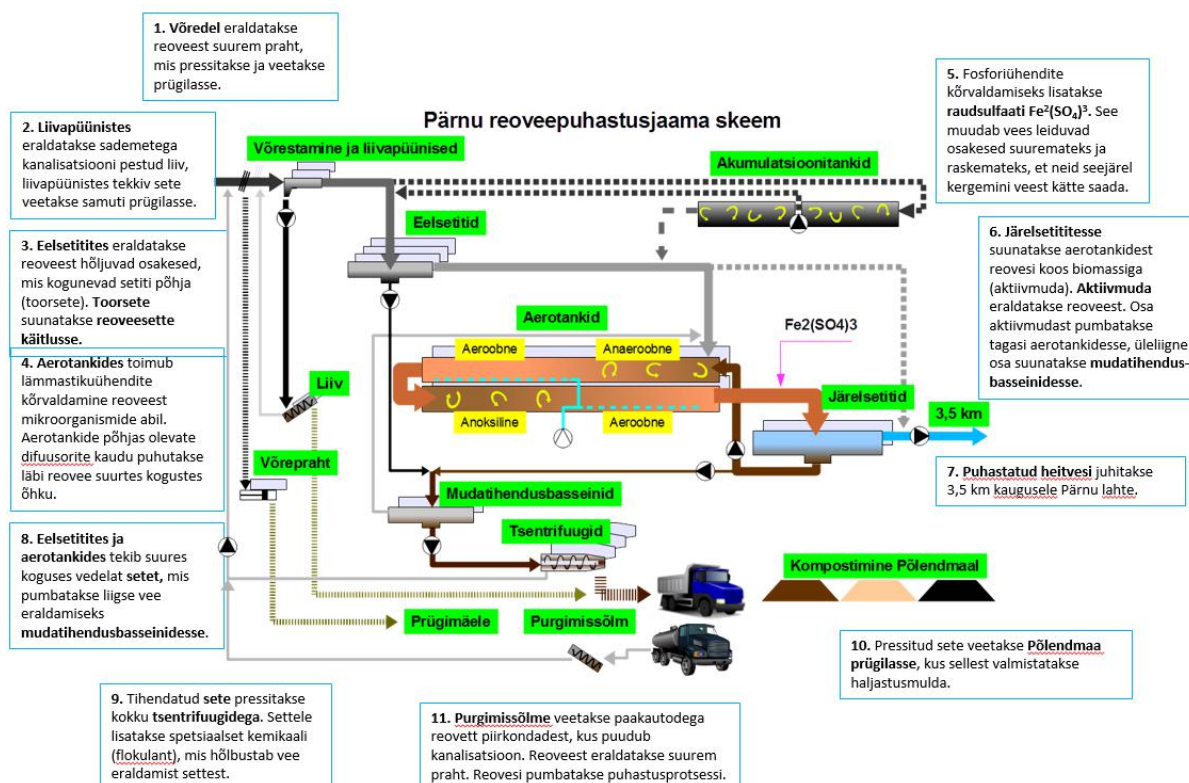 1. Võredel eraldatakse
reoveest suurem praht,
mis pressitakse ja veetakse
prügilasse.
2. Liivapüünistes
eraldatakse sademetega
kanalisatsiooni pestud liiv,
liivapüünistes tekkiv sete
veetakse samuti prügilasse.
3. Eelsetitites eraldatakse
reoveest hõljuvad osakesed,
mis kogunevad setiti põhja
(toorsete). Toorsete
suunatakse reoveesette
käitlusse.
4. Aerotankides toimub
lämmastikuühendite
kõrvaldamine reoveest
mikroorganismide abil.
Aerotankide põhjas olevate
difuusorite kaudu puhutakse
läbi reovee suurtes kogustes
õhku.
8. Eelsetitites ja
aerotankides tekib suures
koguses vedelat setet, mis
pumbatakse liigse vee
eraldamiseks
mudatihendusbasseinidesse.
Pärnu reoveepuhastusjaama skeem
Võrestamine ja liivapüünised
Akumulatsioonitankid
Eelsetitid
Aerotankid
Fe2(SO4)3
Aeroobne
Anaeroobne
Anoksiline
Aeroobne
Järelsetitid
3,5 km
Liiv
Võrepraht
Mudatihendusbasseinid
Tsentrifuugid
Kompostimine Põlendmaal
Prügimäele
Purgimissõlm
5. Fosforiühendite
kõrvaldamiseks lisatakse
raudsulfaati Fe²(SO₄)³. See
muudab vees leiduvad
osakesed suuremateks ja
raskemateks, et neid seejärel
kergemini veest kätte saada.
6. Järelsetititesse
suunatakse aerotankidest
reovesi koos biomassiga
(aktiivmuda). Aktiivmuda
eraldatakse reoveest. Osa
aktiivmudast pumbatakse
tagasi aerotankidesse, üleliigne
osa suunatakse mudatihendus-
basseinidesse.
7. Puhastatud heitvesi juhitakse
3,5 km kaugusele Pärnu lahte.
10. Pressitud sete veetakse Põlendmaa
prügilasse, kus sellest valmistatakse
haljastusmulda.
9. Tihendatud sete pressitakse
kokku tsentrifuugidega. Settele
lisatakse spetsiaalset kemikaali
(flokulant), mis hõlbustab vee
eraldamist settest.
11. Purgimissõlme veetakse paakautodega
reovett piirkondadest, kus puudub
kanalisatsioon. Reoveest eraldatakse suurem
praht. Reovesi pumbatakse puhastusprotsessi.